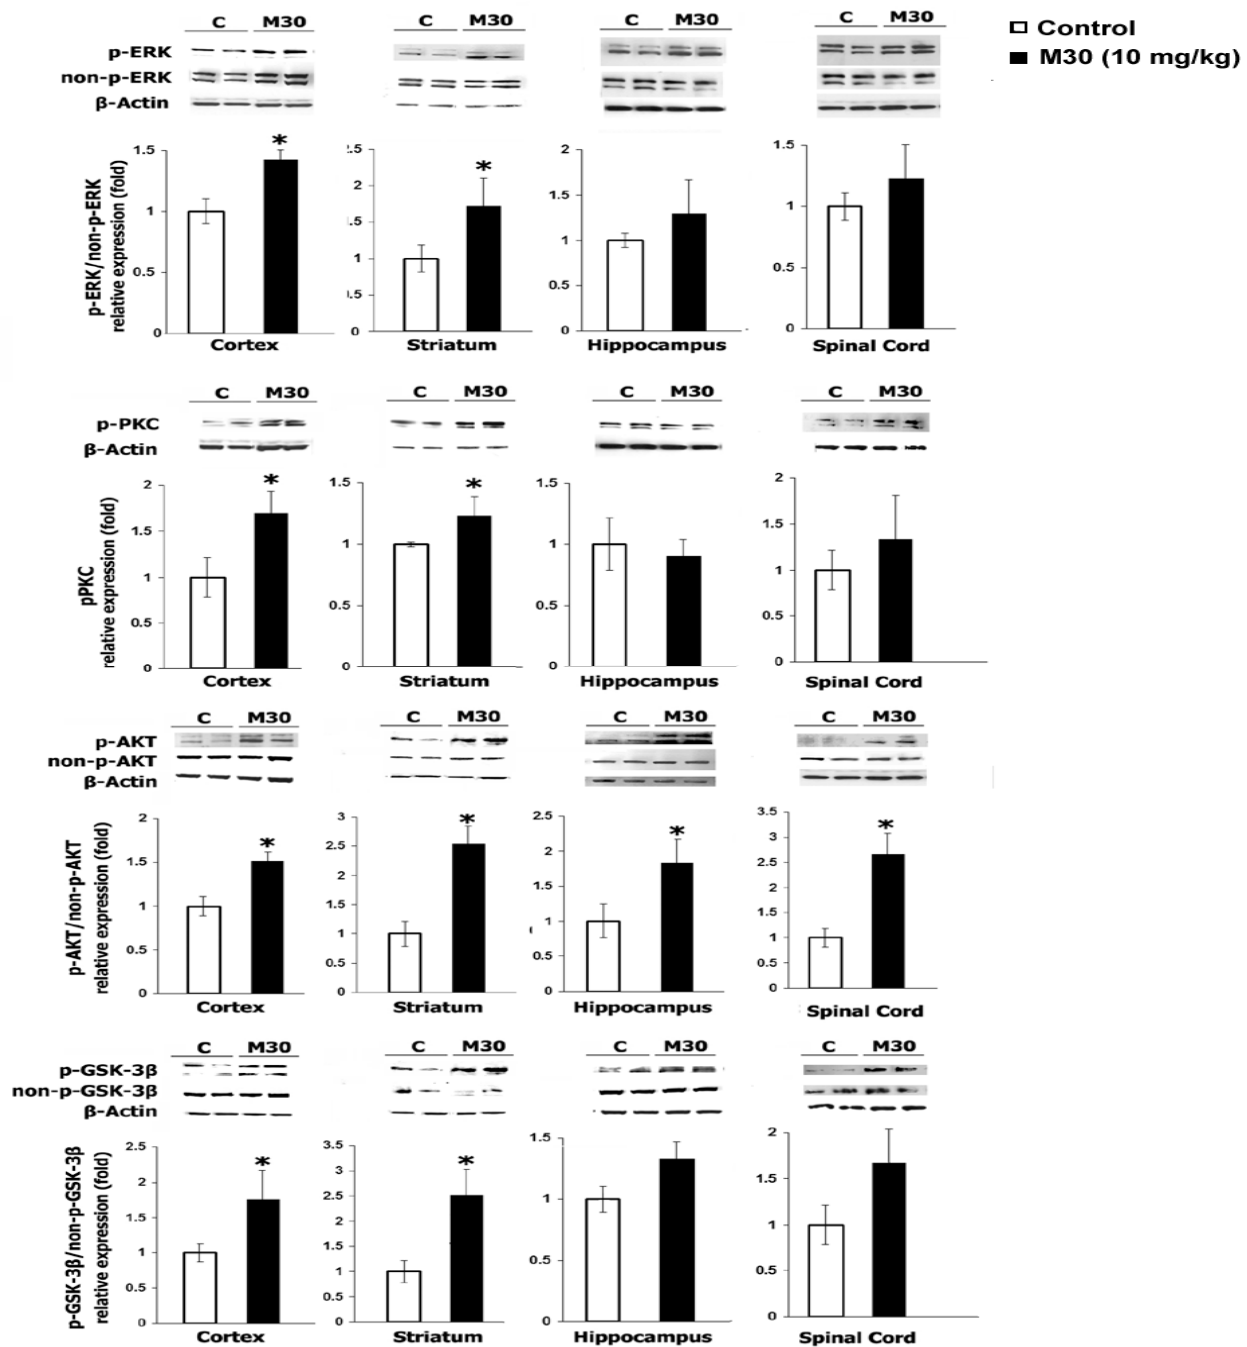 C M30 C M30 C M30 C M30
Control
M30 (10 mg/kg)
p-ERK
non-p-ERK
β-Actin
p-ERK/non-p-ERK
relative expression (fold)
1.5
1
0.5
0
*
Cortex
2.5
2
1.5
1
0.5
0
*
Striatum
2
1.5
1
0.5
0
Hippocampus
1.5
1
0.5
0
Spinal Cord
C M30 C M30 C M30 C M30
p-PKC
β-Actin
pPKC
relative expression (fold)
2
1.5
1
0.5
0
*
Cortex
1.5
1
0.5
0
*
Striatum
1.5
1
0.5
0
Hippocampus
2
1.5
1
0.5
0
Spinal Cord
C M30 C M30 C M30 C M30
p-AKT
non-p-AKT
β-Actin
p-AKT/non-p-AKT
relative expression (fold)
2
1.5
1
0.5
0
*
Cortex
3
2.5
2
1.5
1
0.5
0
*
Striatum
2.5
2
1.5
1
0.5
0
*
Hippocampus
3.5
3
2.5
2
1.5
1
0.5
0
*
Spinal Cord
C M30 C M30 C M30 C M30
p-GSK-3β
non-p-GSK-3β
β-Actin
p-GSK-3β/non-p-GSK-3β
relative expression (fold)
2.5
2
1.5
1
0.5
0
*
Cortex
3.5
3
2.5
2
1.5
1
0.5
0
*
Striatum
1.5
1
0.5
0
Hippocampus
2
1.5
1
0.5
0
Spinal Cord